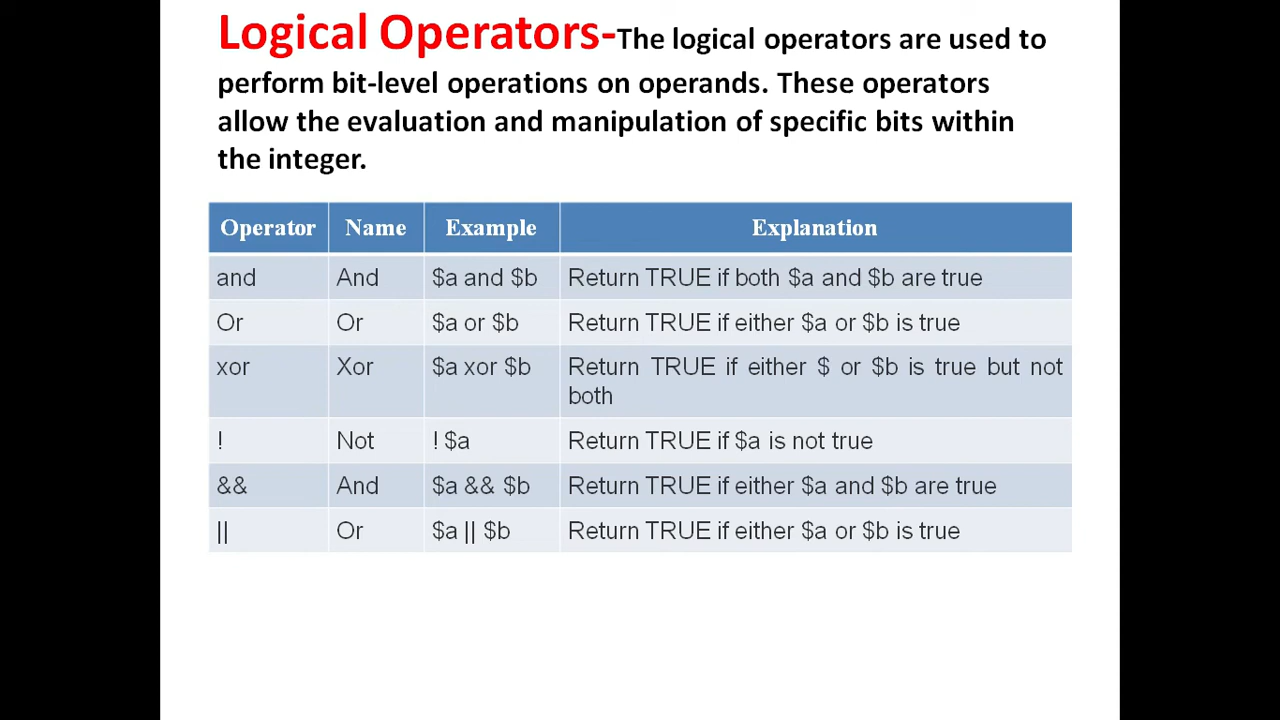 Logical Operators-The logical operators are used to
perform bit-level operations on operands. These operators
allow the evaluation and manipulation of specific bits within
the integer.
Operator Name Example Explanation
and And $a and $b Return TRUE if both $a and $b are true
Or Or $a or $b Return TRUE if either $a or $b is true
xor Xor $a xor $b Return TRUE if either $ or $b is true but not
both
! Not ! $a Return TRUE if $a is not true
&& And $a && $b Return TRUE if either $a and $b are true
|| Or $a || $b Return TRUE if either $a or $b is true